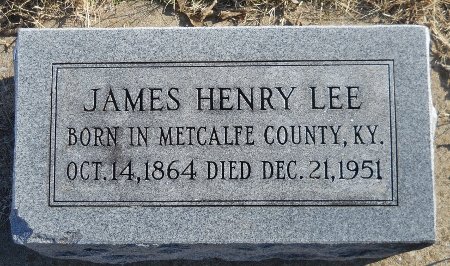 JAMES HENRY LEE
BORN IN METCALFE COUNTY, KY.
OCT. 14, 1864 DIED DEC. 21, 1951